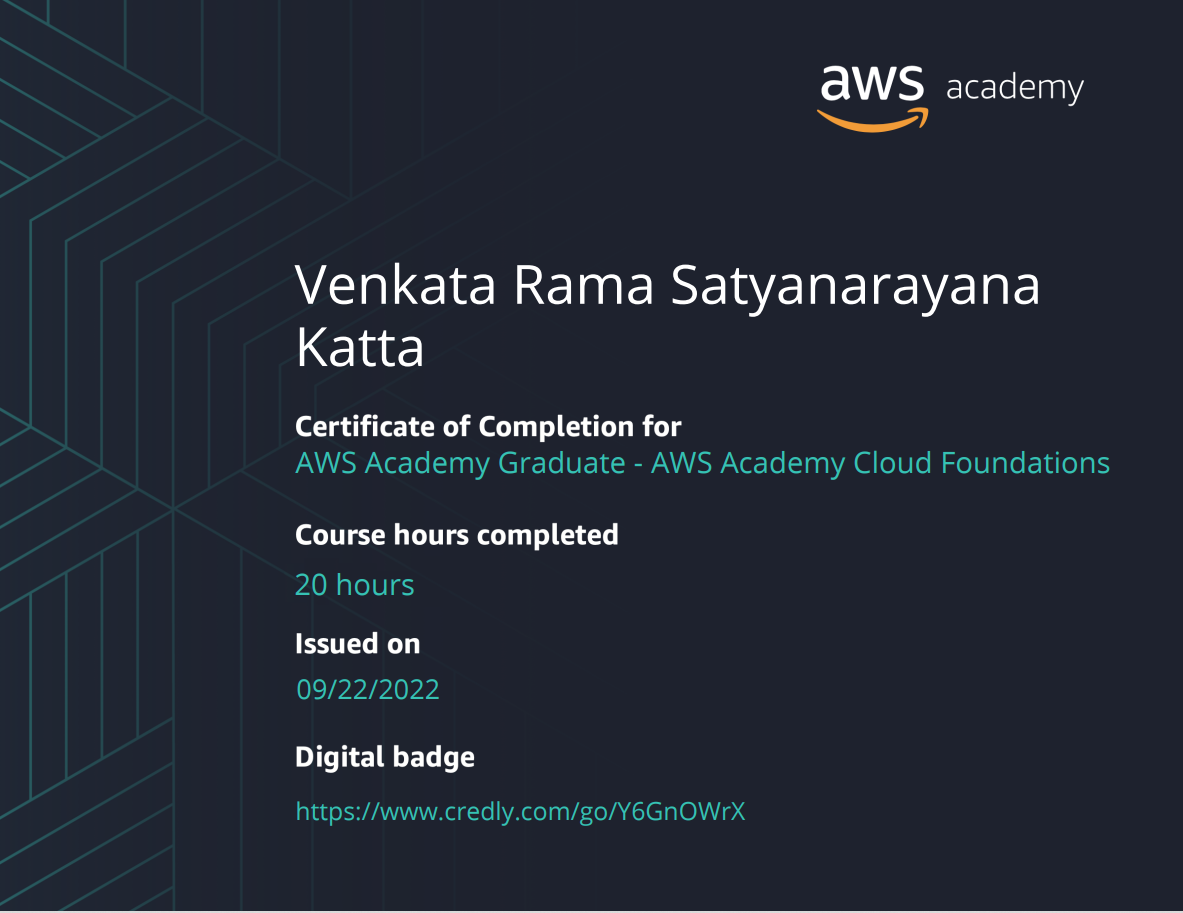 aws academy
Venkata Rama Satyanarayana
Katta
Certificate of Completion for
AWS Academy Graduate - AWS Academy Cloud Foundations
Course hours completed
20 hours
Issued on
09/22/2022
Digital badge
https://www.credly.com/go/Y6GnOWrX